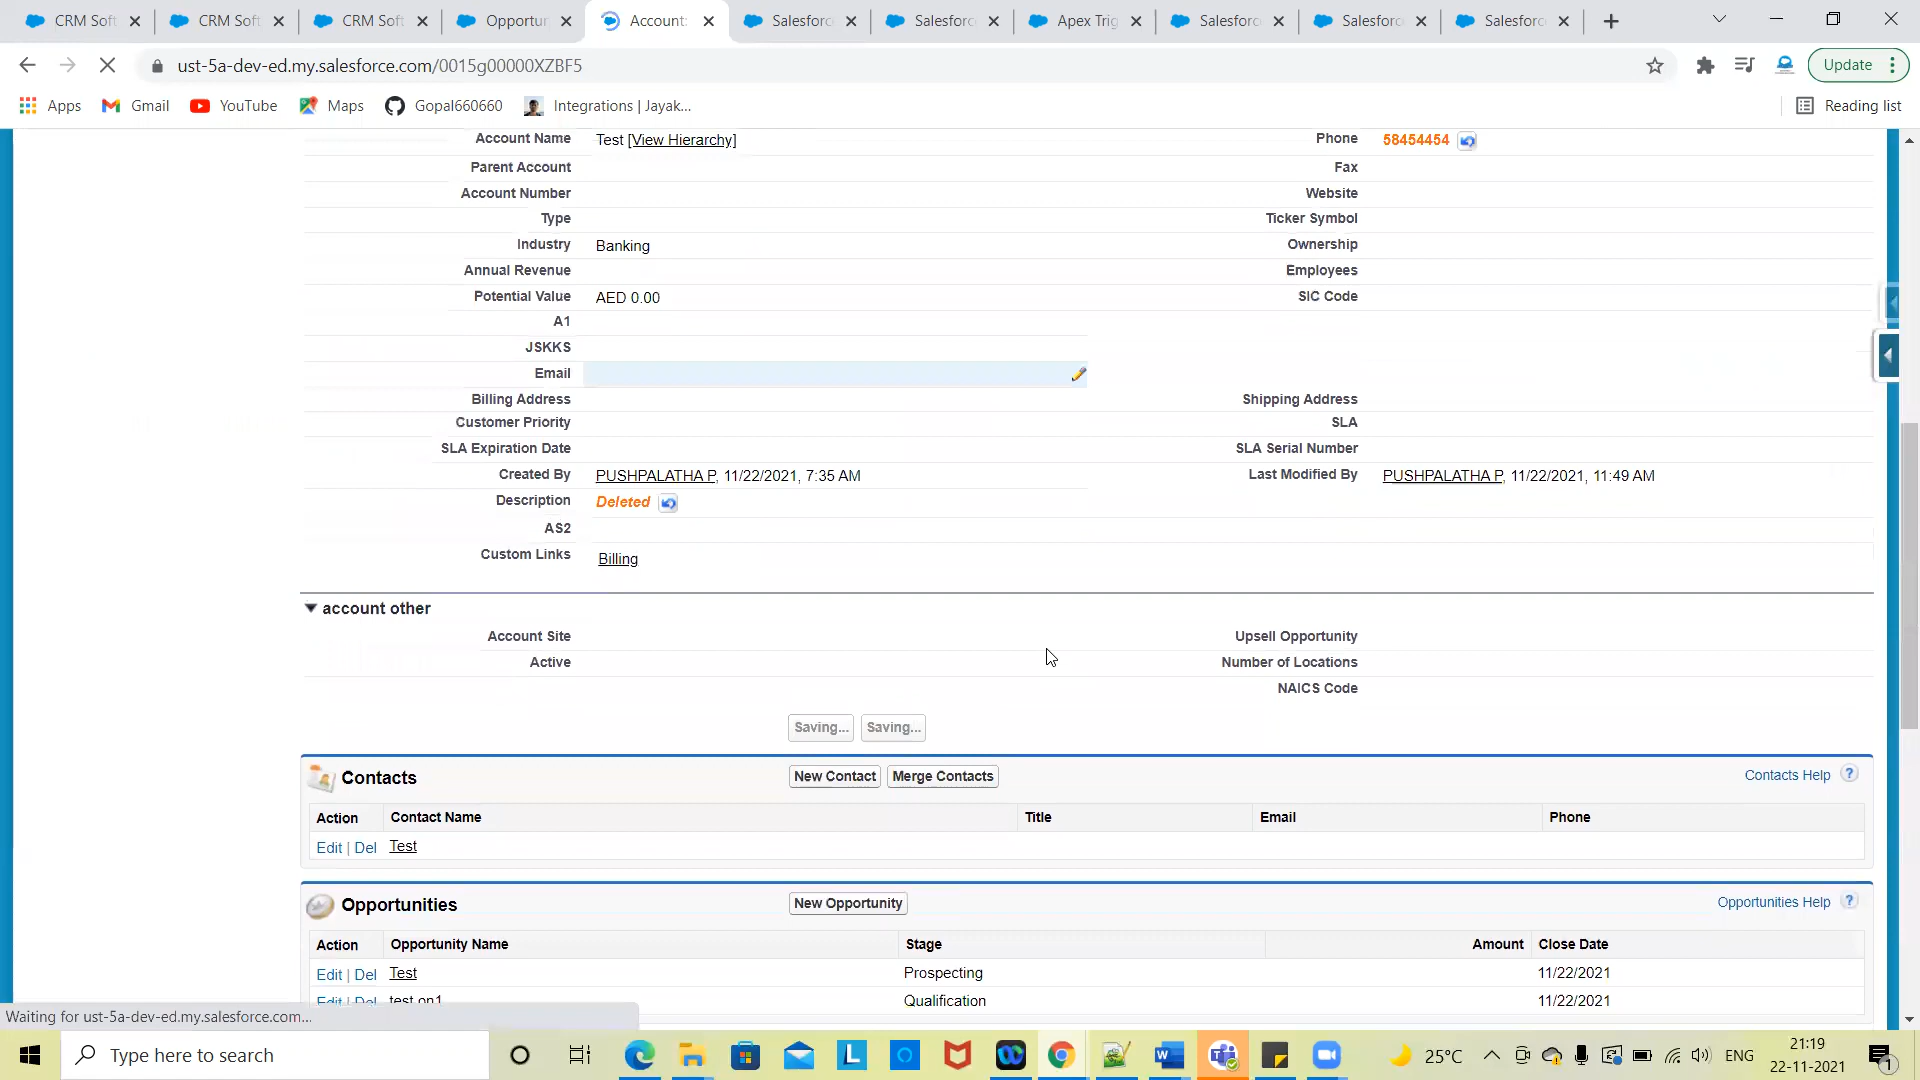 CRM Soft
CRM Soft
CRM Soft
Opportun
Account:
Salesforc
Salesforc
Apex Trig
Salesforc
Salesforc
Salesforc
ust-5a-dev-ed.my.salesforce.com/0015g00000XZBF5
Update
Apps
Gmail
YouTube
Maps
Gopal660660
Integrations | Jayak...
Reading list
Account Name Test [View Hierarchy]
Phone 58454454
Parent Account
Fax
Account Number
Website
Type
Ticker Symbol
Industry Banking
Ownership
Annual Revenue
Employees
Potential Value AED 0.00
SIC Code
A1
JSKKS
Email
Billing Address
Shipping Address
Customer Priority
SLA
SLA Expiration Date
SLA Serial Number
Created By PUSHPALATHA P, 11/22/2021, 7:35 AM
Last Modified By PUSHPALATHA P, 11/22/2021, 11:49 AM
Description Deleted
AS2
Custom Links Billing
account other
Account Site
Upsell Opportunity
Active
Number of Locations
NAICS Code
Saving... Saving...
Contacts
New Contact Merge Contacts
Contacts Help ?
Action Contact Name Title Email Phone
Edit | Del Test
Opportunities
New Opportunity
Opportunities Help ?
Action Opportunity Name Stage Amount Close Date
Edit | Del Test Prospecting 11/22/2021
Edit | Del test opp1 Qualification 11/22/2021
Waiting for ust-5a-dev-ed.my.salesforce.com...
Type here to search
25°C
ENG
21:19
22-11-2021
1